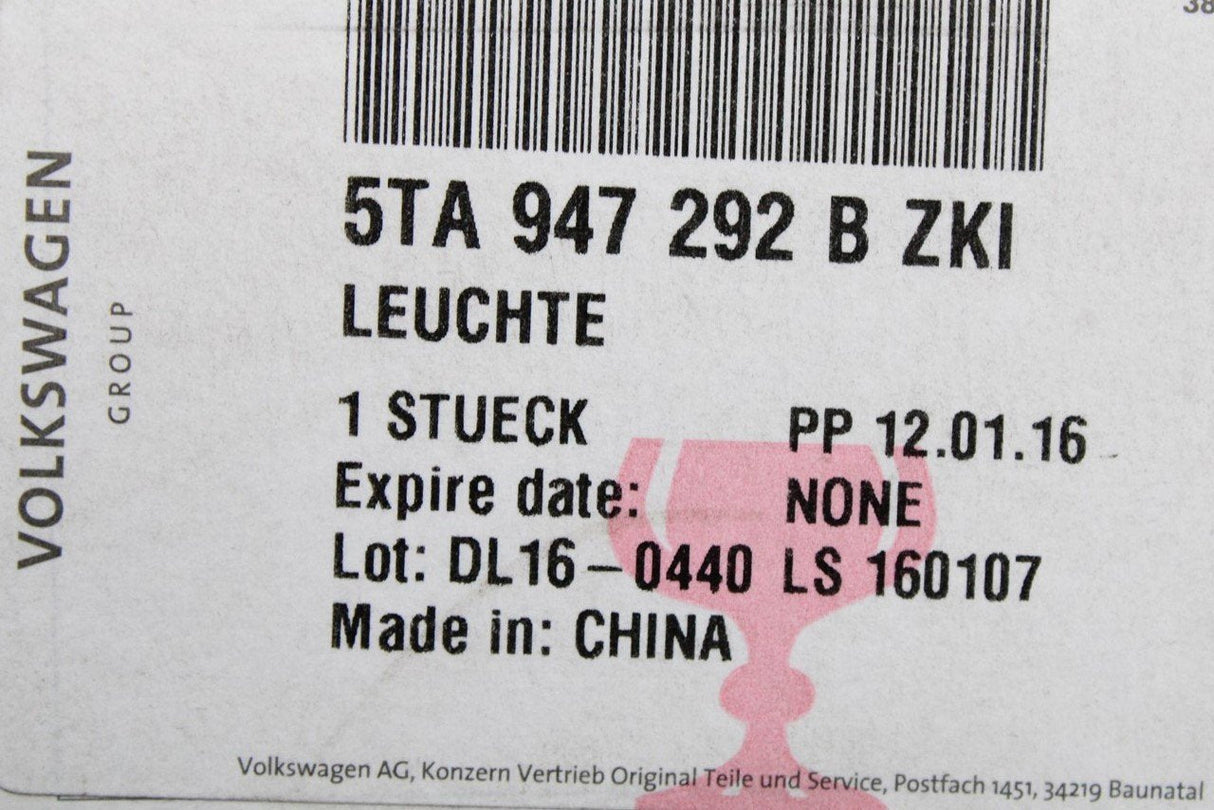 38
5TA 947 292 B ZKI
LEUCHTE
1 STUECK PP 12.01.16
Expire date: NONE
Lot: DL16-0440 LS 160107
Made in: CHINA
VOLKSWAGEN
GROUP
Volkswagen AG, Konzern Vertrieb Original Teile und Service, Postfach 1451, 34219 Baunatal